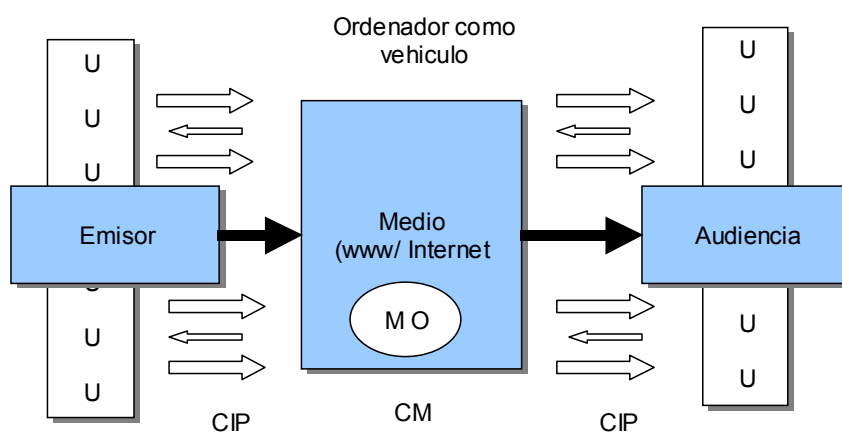 Ordenador como
vehiculo
U
U
U
Emisor
U
U
Medio
(www/ Internet
M O
U
U
U
Audiencia
U
U
CIP
CM
CIP